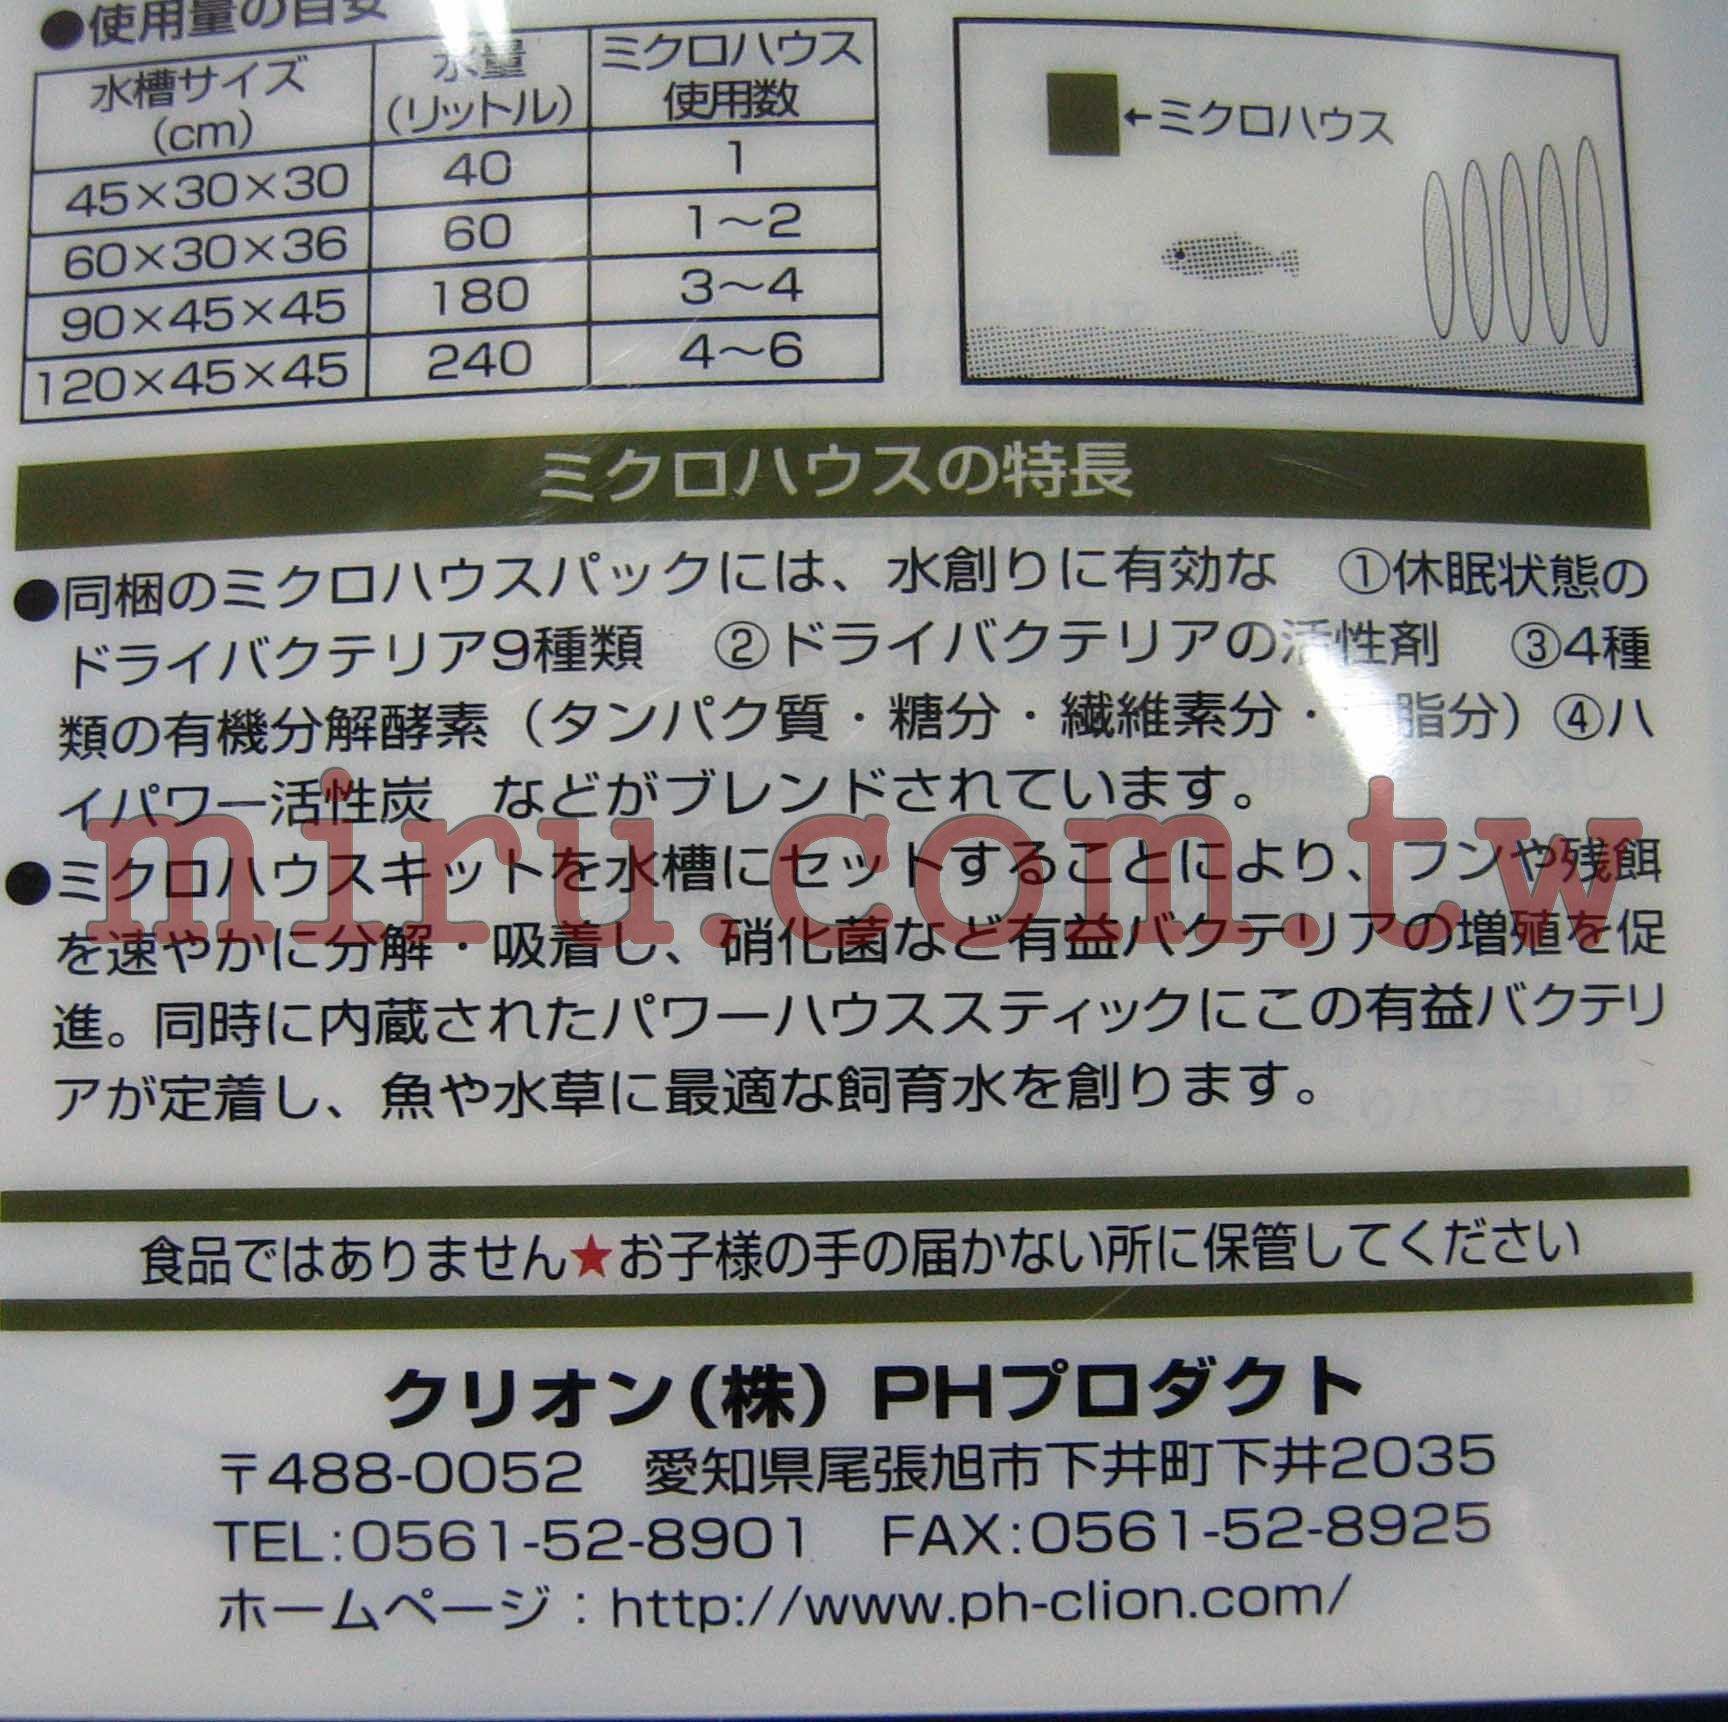 ●使用量の目安
水槽サイズ(cm) 水量(リットル) ミクロハウス使用数
45×30×30 40 1
60×30×36 60 1〜2
90×45×45 180 3〜4
120×45×45 240 4〜6
←ミクロハウス
ミクロハウスの特長
●同梱のミクロハウスパックには、水創りに有効な ①休眠状態の
ドライバクテリア9種類 ②ドライバクテリアの活性剤 ③4種
類の有機分解酵素（タンパク質・糖分・繊維素分・脂分）④ハ
イパワー活性炭 などがブレンドされています。
●ミクロハウスキットを水槽にセットすることにより、フンや残餌
を速やかに分解・吸着し、硝化菌など有益バクテリアの増殖を促
進。同時に内蔵されたパワーハウススティックにこの有益バクテリ
アが定着し、魚や水草に最適な飼育水を創ります。
miru.com.tw
食品ではありません★お子様の手の届かない所に保管してください
クリオン（株）PHプロダクト
〒488-0052 愛知県尾張旭市下井町下井2035
TEL:0561-52-8901 FAX:0561-52-8925
ホームページ：http://www.ph-clion.com/